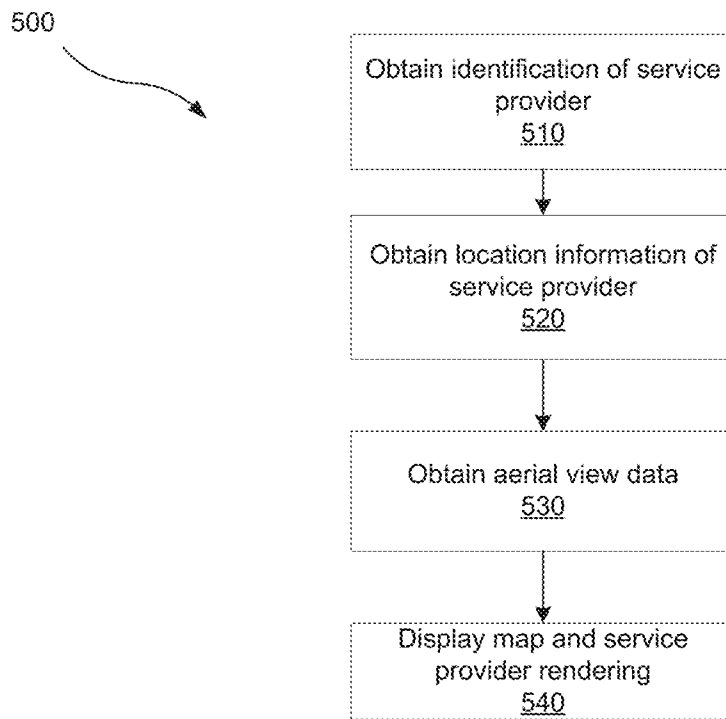 500
Obtain identification of service
provider
510
Obtain location information of
service provider
520
Obtain aerial view data
530
Display map and service
provider rendering
540